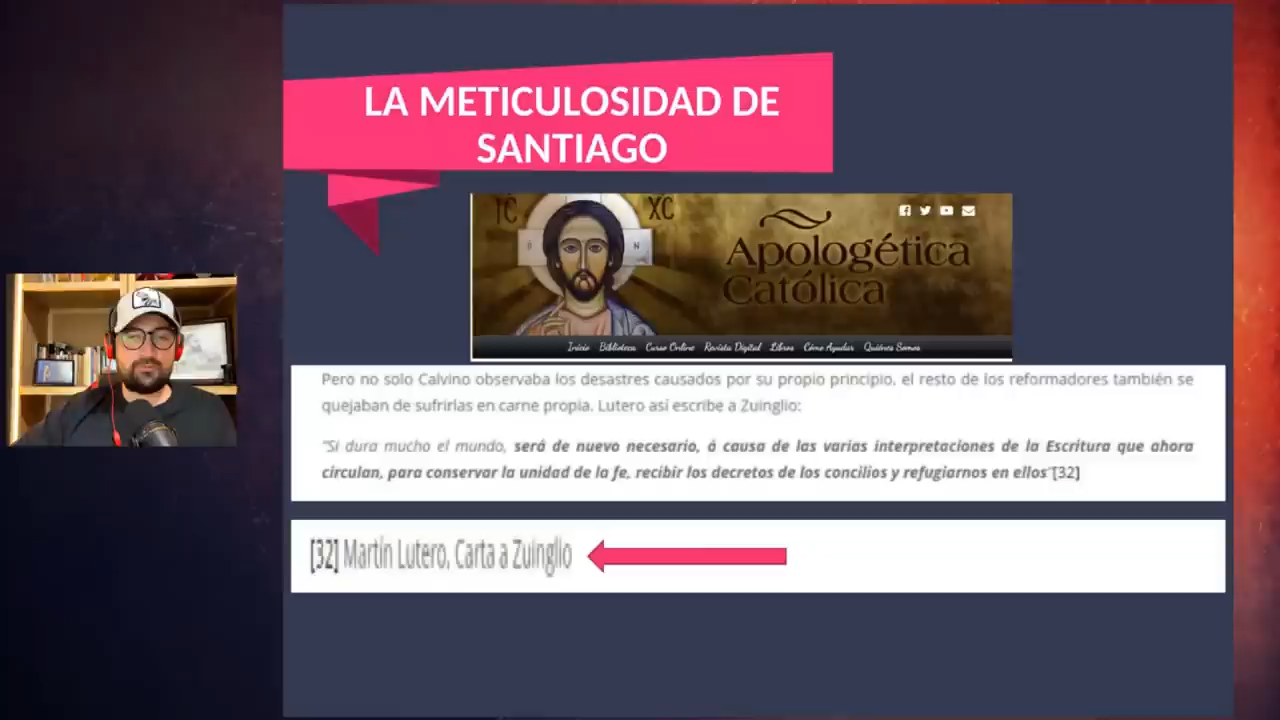 LA METICULOSIDAD DE
SANTIAGO
IC XC
Apologética
Católica
Inicio Biblioteca Curso Online Revista Digital Libros Cómo Ayudar Quiénes Somos
Pero no solo Calvino observaba los desastres causados por su propio principio, el resto de los reformadores también se
quejaban de sufrirlas en carne propia. Lutero así escribe a Zuinglio:
"Si dura mucho el mundo, será de nuevo necesario, á causa de las varias interpretaciones de la Escritura que ahora
circulan, para conservar la unidad de la fe, recibir los decretos de los concilios y refugiarnos en ellos"[32]
[32] Martín Lutero, Carta a Zuinglio